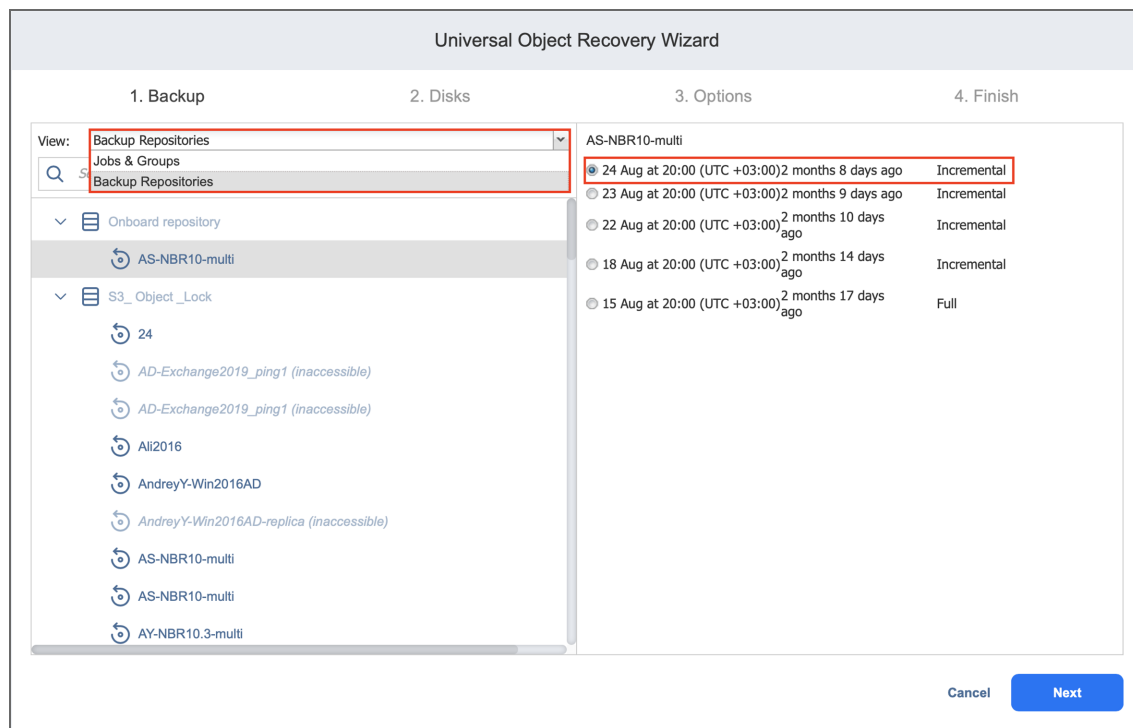 Universal Object Recovery Wizard
1. Backup
2. Disks
3. Options
4. Finish
View:
Backup Repositories
Jobs & Groups
Backup Repositories
Onboard repository
AS-NBR10-multi
S3_ Object _Lock
24
AD-Exchange2019_ping1 (inaccessible)
AD-Exchange2019_ping1 (inaccessible)
Ali2016
AndreyY-Win2016AD
AndreyY-Win2016AD-replica (inaccessible)
AS-NBR10-multi
AS-NBR10-multi
AY-NBR10.3-multi
AS-NBR10-multi
24 Aug at 20:00 (UTC +03:00) 2 months 8 days ago Incremental
23 Aug at 20:00 (UTC +03:00) 2 months 9 days ago Incremental
22 Aug at 20:00 (UTC +03:00) 2 months 10 days
ago
Incremental
18 Aug at 20:00 (UTC +03:00) 2 months 14 days
ago
Incremental
15 Aug at 20:00 (UTC +03:00) 2 months 17 days
ago
Full
Cancel
Next